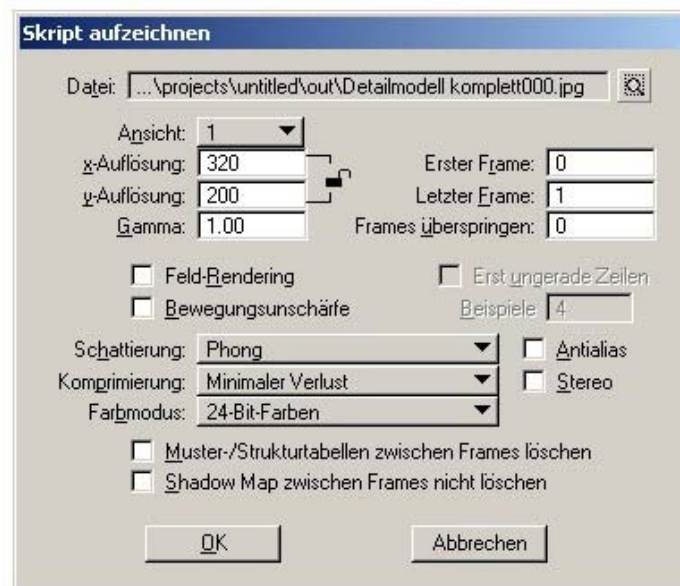 Skript aufzeichnen
Datei: ...\projects\untitled\out\Detailmodell komplett000.jpg
Ansicht: 1
x-Auflösung: 320 Erster Frame: 0
y-Auflösung: 200 Letzter Frame: 1
Gamma: 1.00 Frames überspringen: 0
Feld-Rendering Erst ungerade Zeilen
Bewegungsunschärfe Beispiele 4
Schattierung: Phong Antialias
Komprimierung: Minimaler Verlust Stereo
Farbmodus: 24-Bit-Farben
Muster-/Strukturtabellen zwischen Frames löschen
Shadow Map zwischen Frames nicht löschen
OK Abbrechen